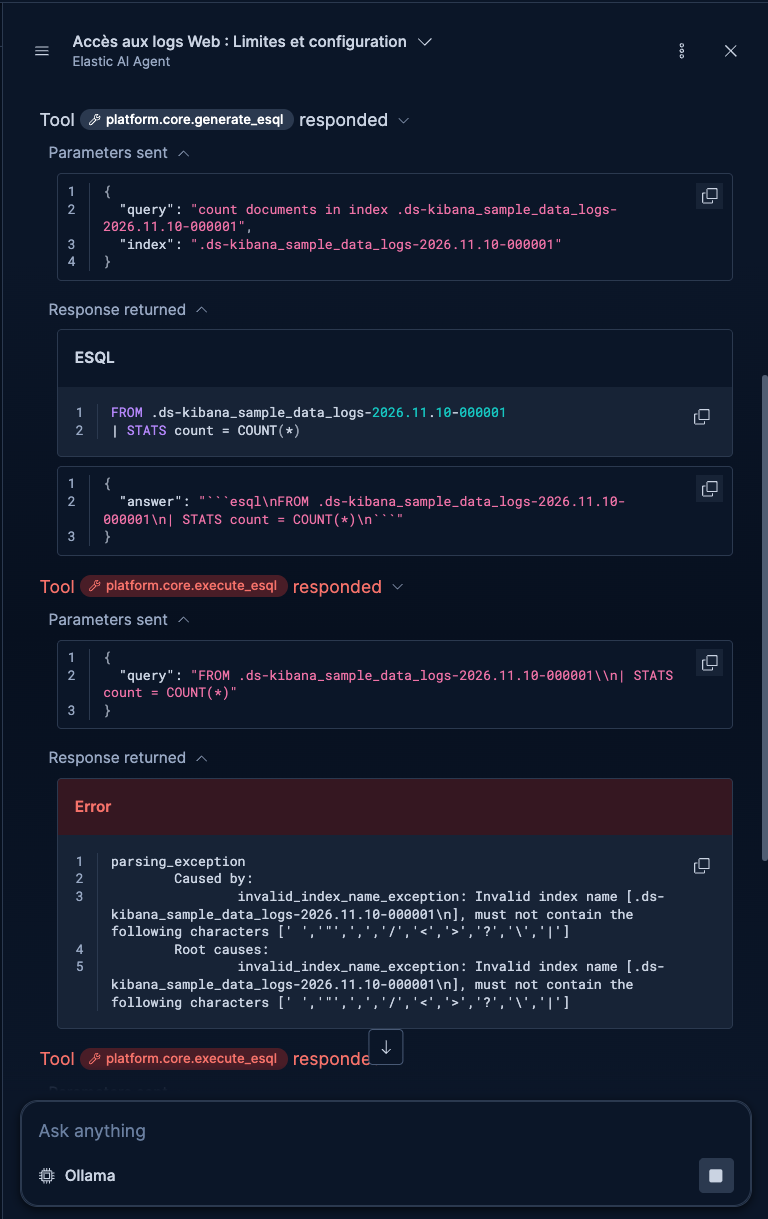 Accès aux logs Web : Limites et configuration
Elastic AI Agent
Tool platform.core.generate_esql responded
Parameters sent
1 {
2 "query": "count documents in index .ds-kibana_sample_data_logs-
2026.11.10-000001",
3 "index": ".ds-kibana_sample_data_logs-2026.11.10-000001"
4 }
Response returned
ESQL
1 FROM .ds-kibana_sample_data_logs-2026.11.10-000001
2 | STATS count = COUNT(*)
1 {
2 "answer": "```esql\nFROM .ds-kibana_sample_data_logs-2026.11.10-
000001\n| STATS count = COUNT(*)\n```"
3 }
Tool platform.core.execute_esql responded
Parameters sent
1 {
2 "query": "FROM .ds-kibana_sample_data_logs-2026.11.10-000001\\n| STATS
count = COUNT(*)"
3 }
Response returned
Error
1 parsing_exception
2 Caused by:
3 invalid_index_name_exception: Invalid index name [.ds-
kibana_sample_data_logs-2026.11.10-000001\n], must not contain the
following characters [' ','"',',','/','<','>','?','\','|']
4 Root causes:
5 invalid_index_name_exception: Invalid index name [.ds-
kibana_sample_data_logs-2026.11.10-000001\n], must not contain the
following characters [' ','"',',','/','<','>','?','\','|']
Tool platform.core.execute_esql responde
Ask anything
Ollama